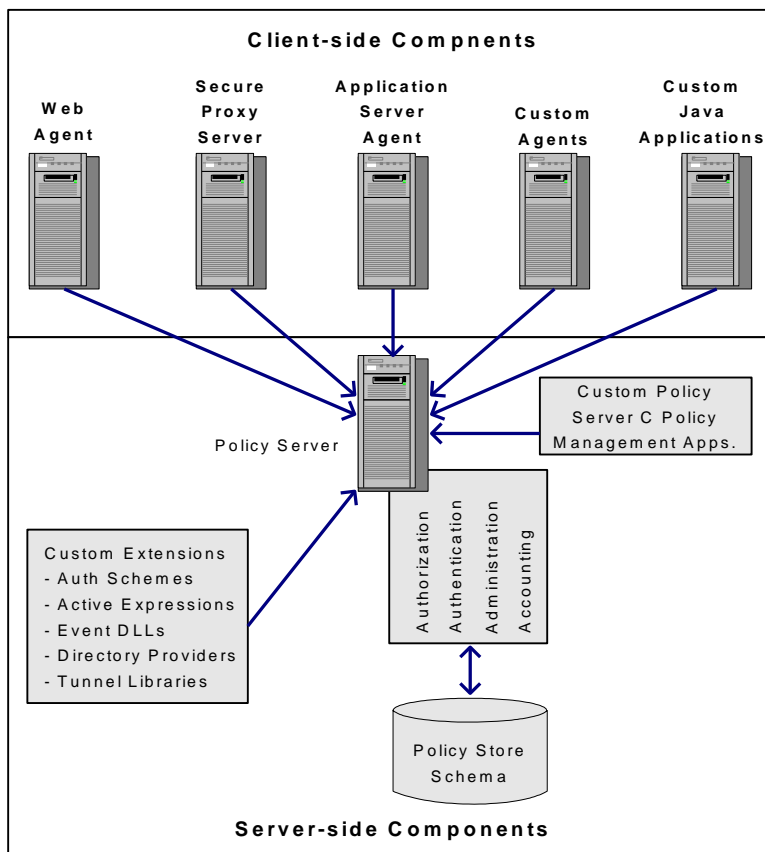 Client-side Compnents
Web
Agent
Secure
Proxy
Server
Application
Server
Agent
Custom
Agents
Custom
Java
Applications
Policy Server
Custom Policy
Server C Policy
Management Apps.
Custom Extensions
- Auth Schemes
- Active Expressions
- Event DLLs
- Directory Providers
- Tunnel Libraries
Authorization
Authentication
Administration
Accounting
Policy Store
Schema
Server-side Components